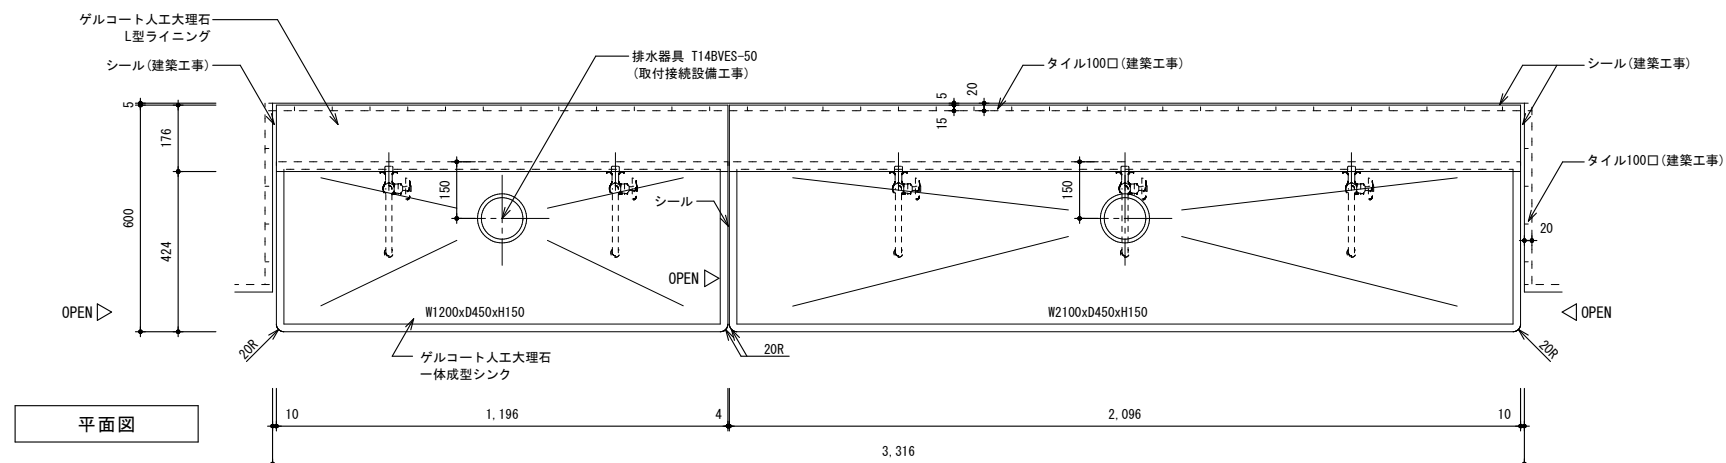 ゲルコート人工大理石
L型ライニング
シール(建築工事)
排水器具 T14BVES-50
(取付接続設備工事)
タイル100口(建築工事)
シール(建築工事)
5
5
20
15
176
タイル100口(建築工事)
150
150
シール
600
424
20
OPEN
OPEN
OPEN
W1200xD450xH150
W2100xD450xH150
20R
20R
20R
ゲルコート人工大理石
一体成型シンク
平面図
10
1,196
4
2,096
10
3,316